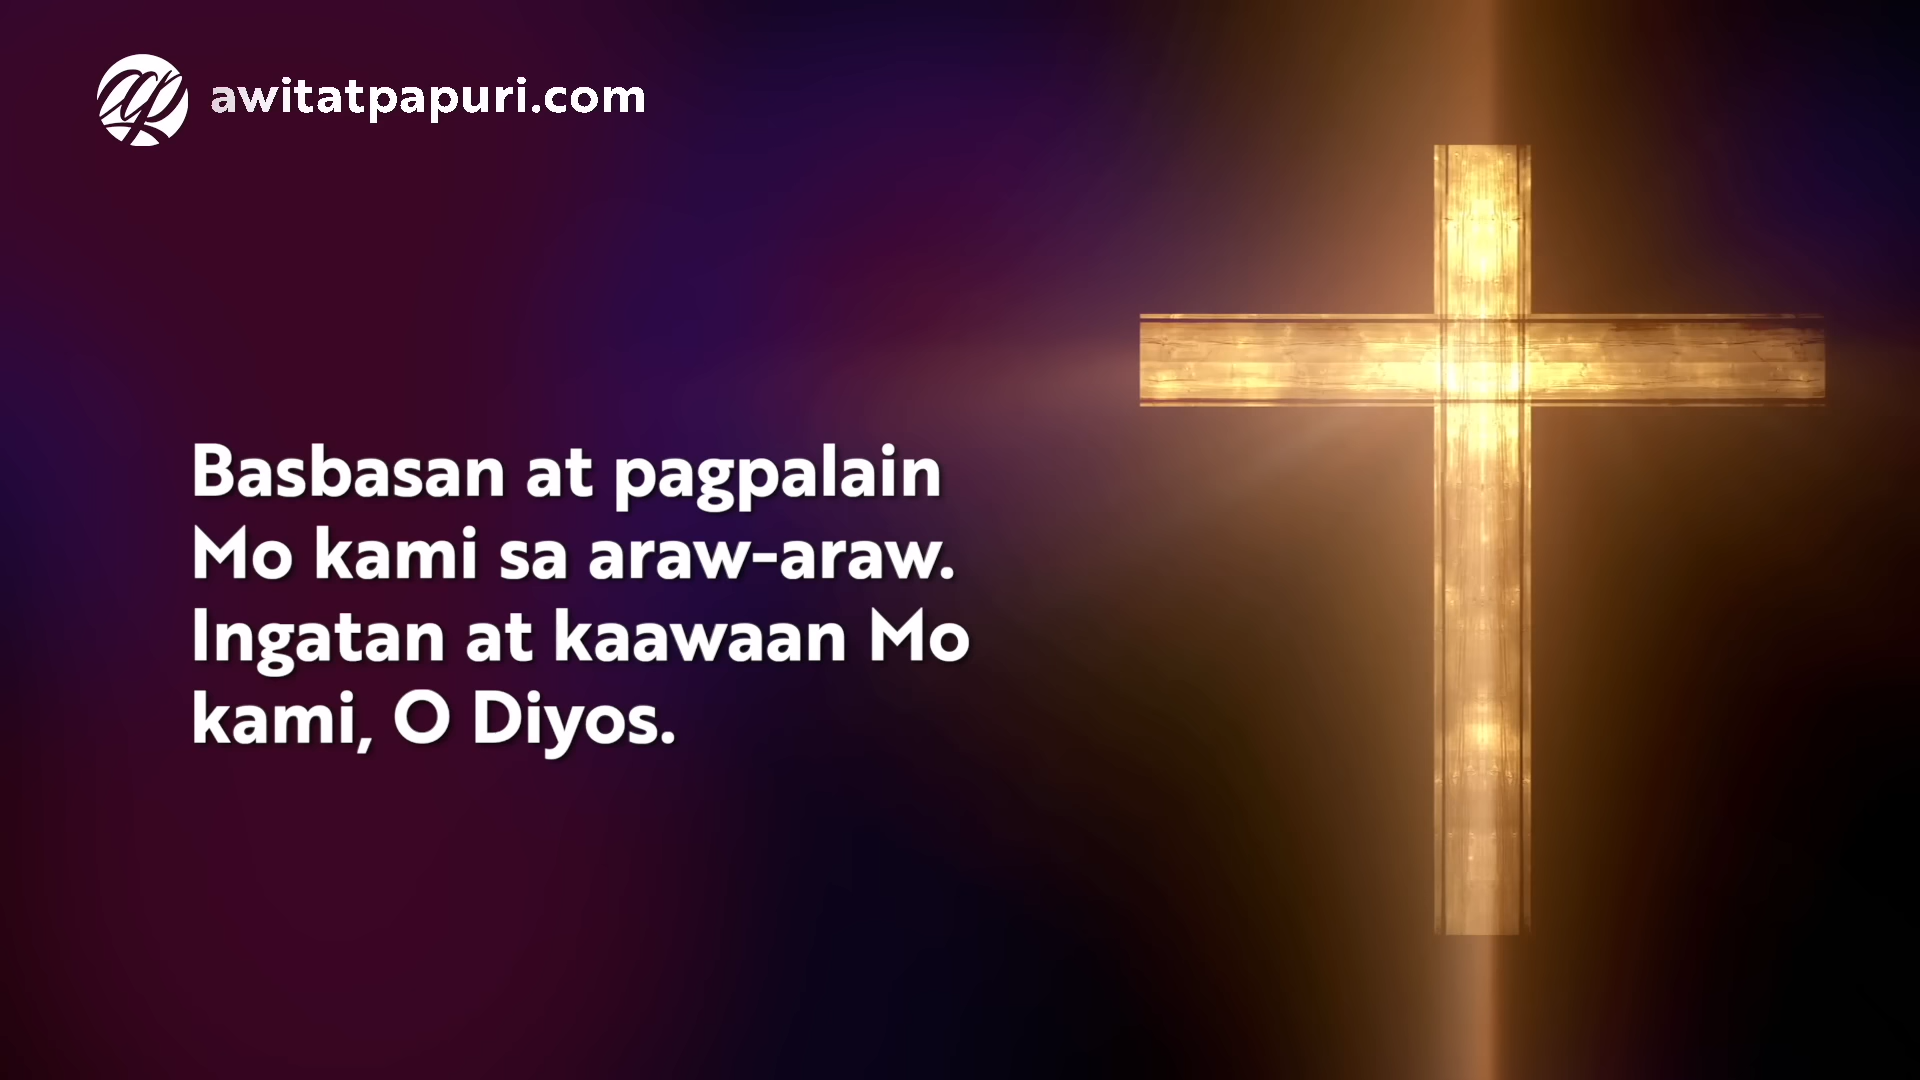 awitatpapuri.com
Basbasan at pagpalain
Mo kami sa araw-araw.
Ingatan at kaawaan Mo
kami, O Diyos.